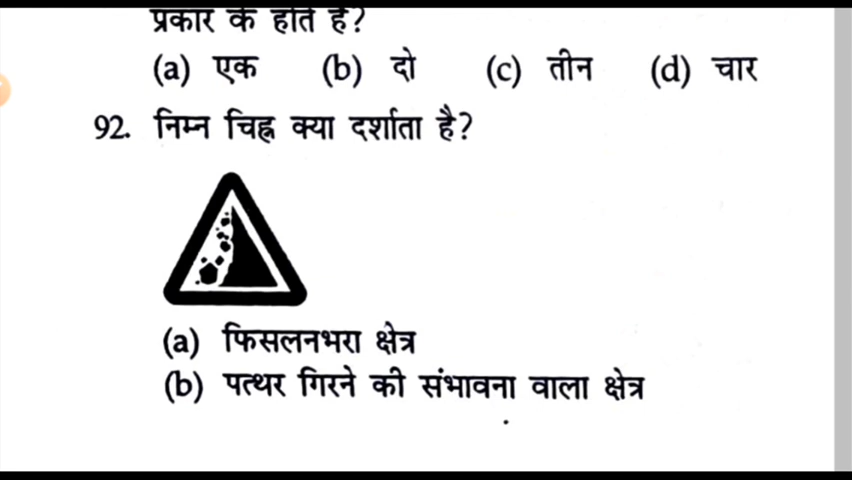 प्रकार के होते हैं?
(a) एक (b) दो (c) तीन (d) चार
92. निम्न चिह्न क्या दर्शाता है?
(a) फिसलनभरा क्षेत्र
(b) पत्थर गिरने की संभावना वाला क्षेत्र